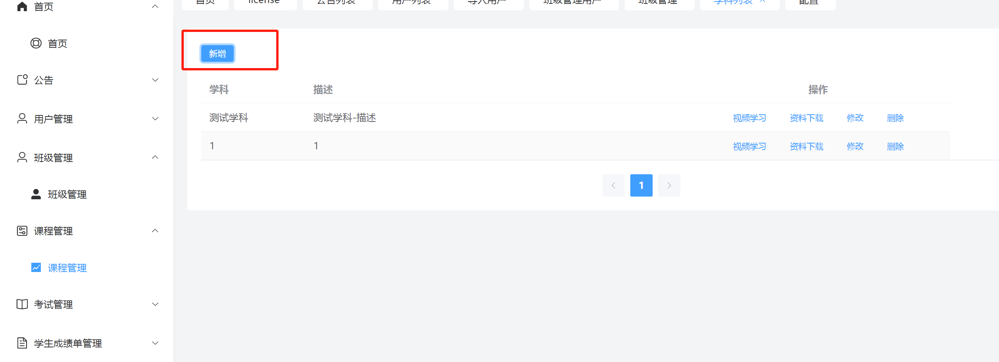 首页
首页
公告
用户管理
班级管理
班级管理
课程管理
课程管理
考试管理
学生成绩单管理
首页 license 公告列表 用户列表 导入用户 班级管理用户 班级管理 学科列表 配置
新增
学科 描述 操作
测试学科 测试学科-描述 视频学习 资料下载 修改 删除
1 1 视频学习 资料下载 修改 删除
1